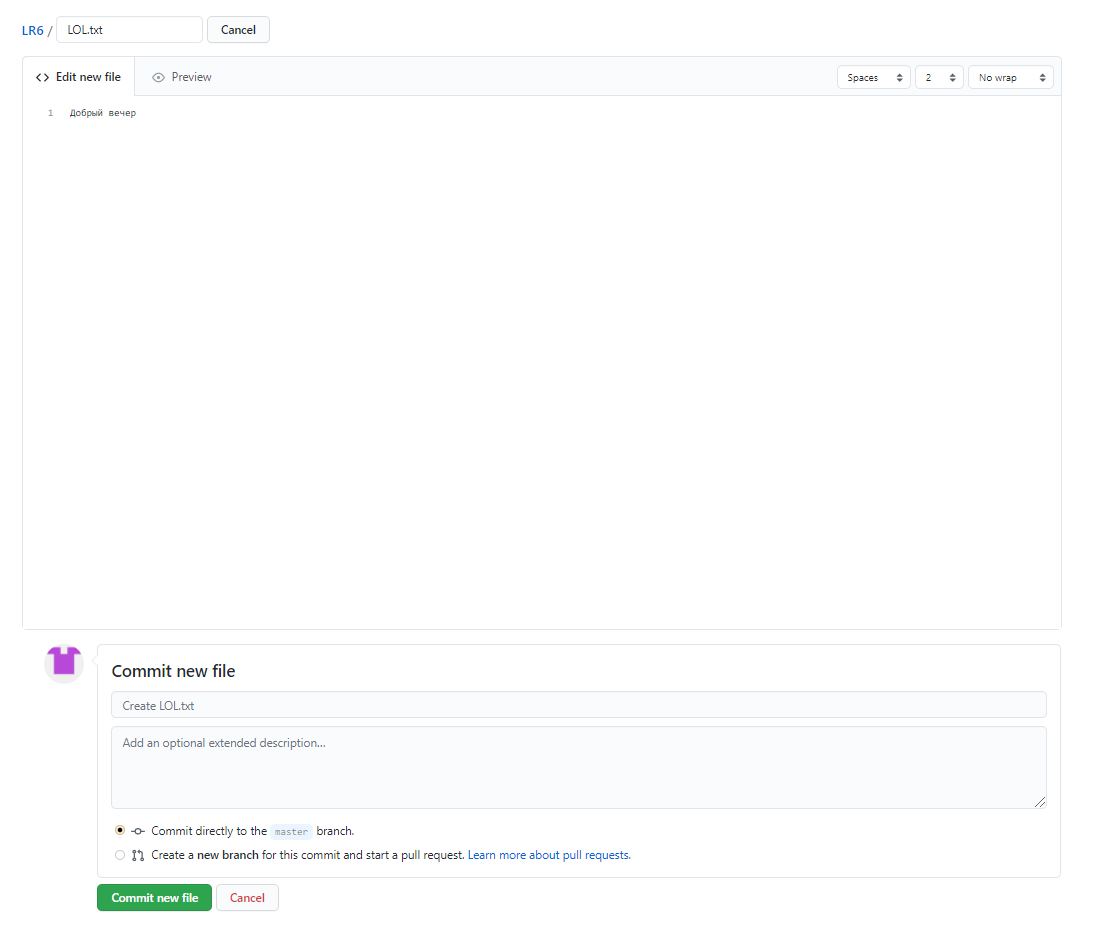 LR6 / LOL.txt Cancel
Edit new file Preview Spaces 2 No wrap
1 Добрый вечер
Commit new file
Create LOL.txt
Add an optional extended description...
Commit directly to the master branch.
Create a new branch for this commit and start a pull request. Learn more about pull requests.
Commit new file Cancel